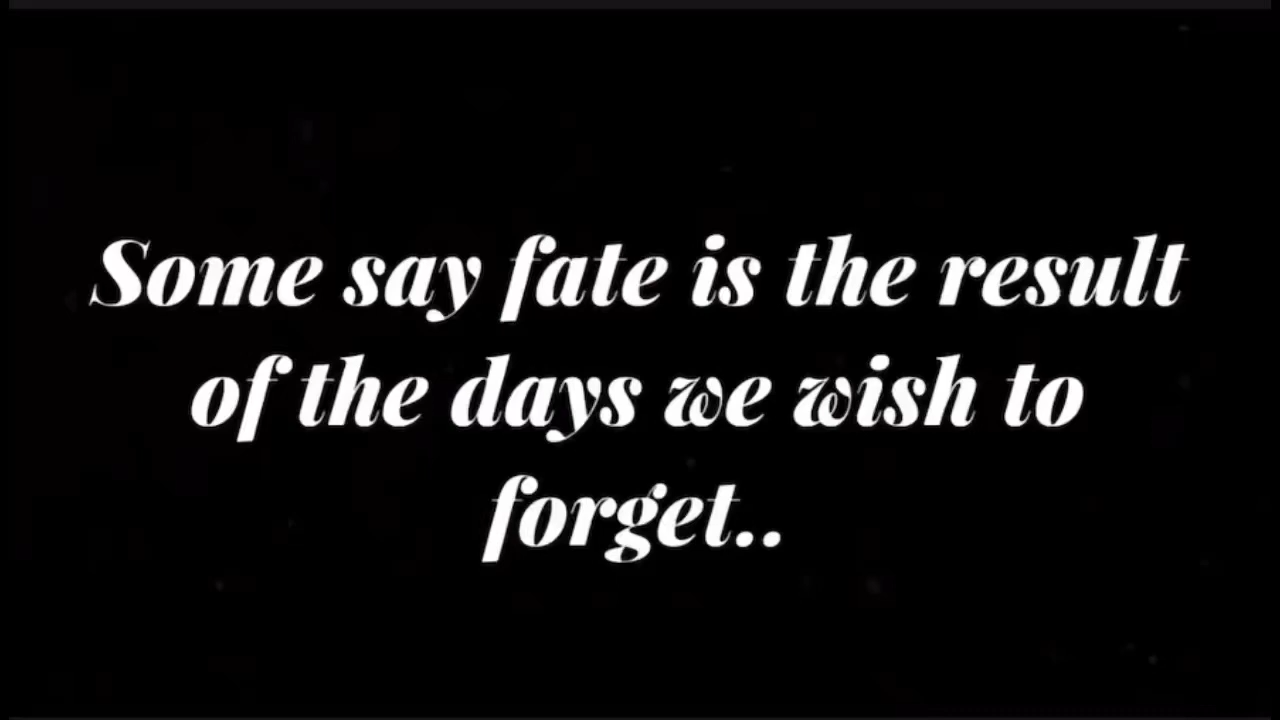 Some say fate is the result
of the days we wish to
forget..